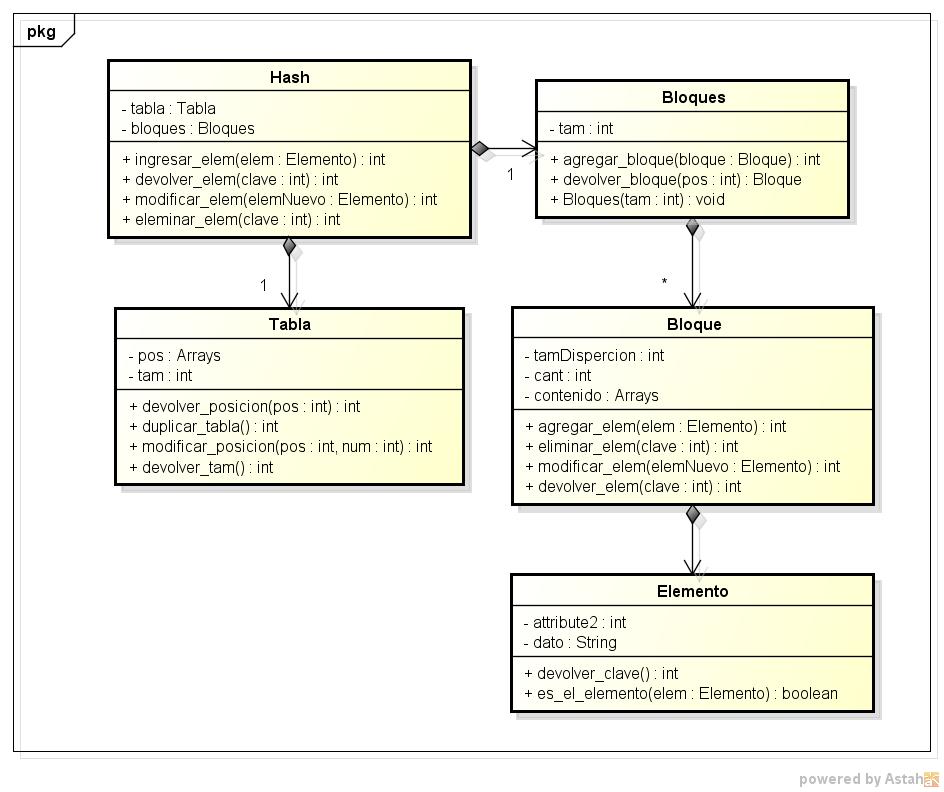 pkg
Hash
- tabla : Tabla
- bloques : Bloques
+ ingresar_elem(elem : Elemento) : int
+ devolver_elem(clave : int) : int
+ modificar_elem(elemNuevo : Elemento) : int
+ eleminar_elem(clave : int) : int
1
Bloques
- tam : int
+ agregar_bloque(bloque : Bloque) : int
+ devolver_bloque(pos : int) : Bloque
+ Bloques(tam : int) : void
1
*
Tabla
- pos : Arrays
- tam : int
+ devolver_posicion(pos : int) : int
+ duplicar_tabla() : int
+ modificar_posicion(pos : int, num : int) : int
+ devolver_tam() : int
Bloque
- tamDispercion : int
- cant : int
- contenido : Arrays
+ agregar_elem(elem : Elemento) : int
+ eliminar_elem(clave : int) : int
+ modificar_elem(elemNuevo : Elemento) : int
+ devolver_elem(clave : int) : int
Elemento
- attribute2 : int
- dato : String
+ devolver_clave() : int
+ es_el_elemento(elem : Elemento) : boolean
powered by Astah